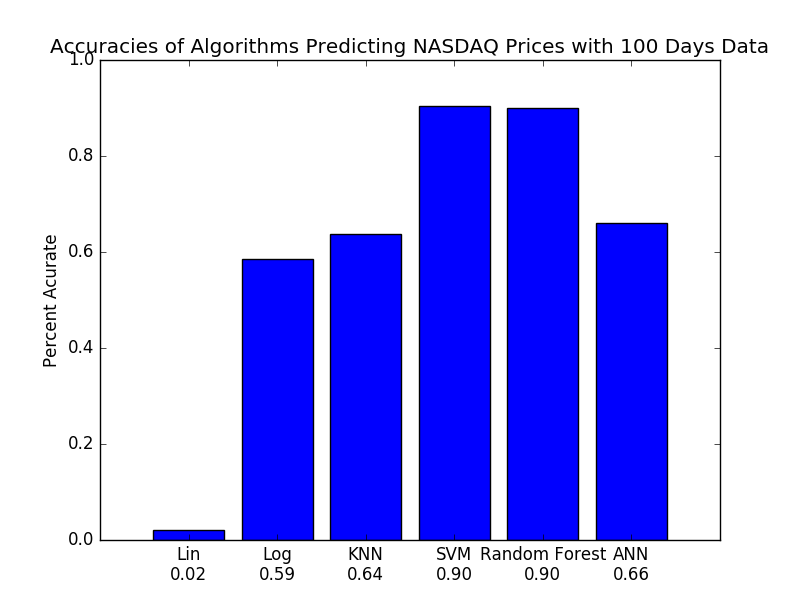 Accuracies of Algorithms Predicting NASDAQ Prices with 100 Days Data
1.0
0.8
0.6
0.4
0.2
0.0
Percent Acurate
Lin Log KNN SVM Random Forest ANN
0.02 0.59 0.64 0.90 0.90 0.66